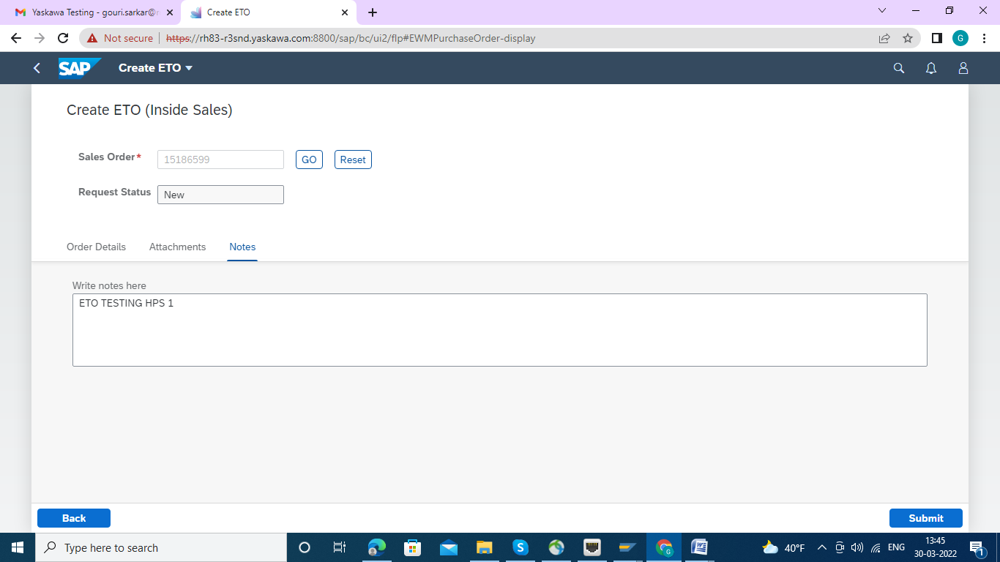 Yaskawa Testing - gouri.sarkar@
Create ETO
Not secure
https://rh83-r3snd.yaskawa.com:8800/sap/bc/ui2/flp#EWMPurchaseOrder-display
G
SAP
Create ETO
Create ETO (Inside Sales)
Sales Order*
15186599
GO
Reset
Request Status
New
Order Details
Attachments
Notes
Write notes here
ETO TESTING HPS 1
Back
Submit
Type here to search
S
G
W
40°F
ENG
13:45
30-03-2022
1